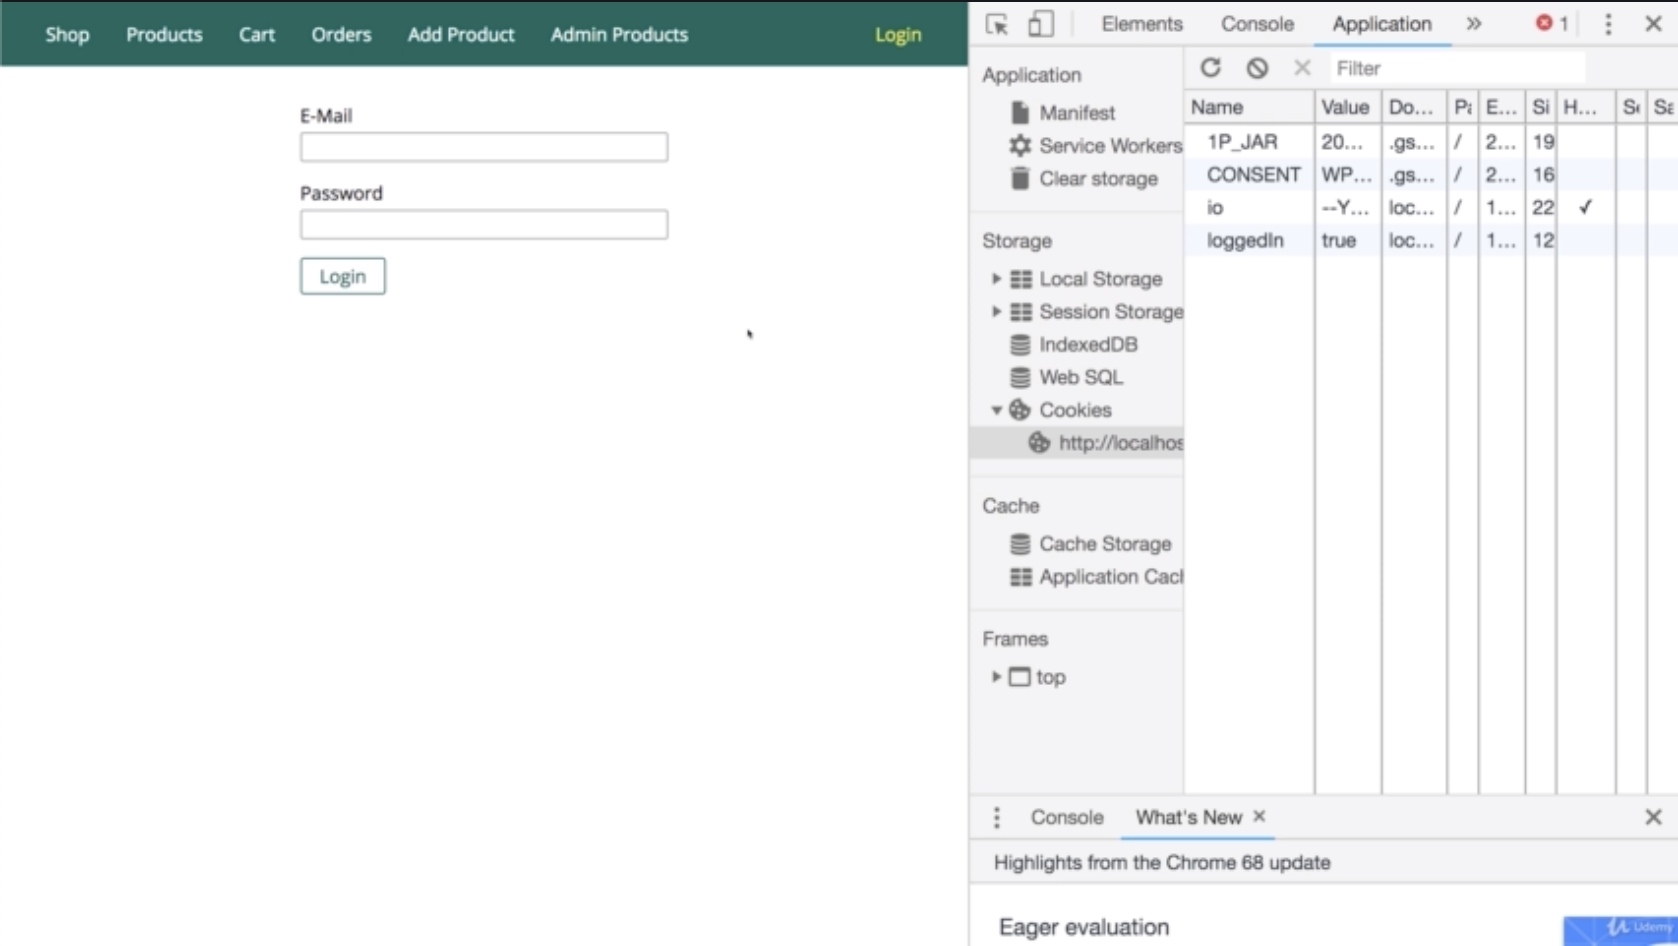 Shop Products Cart Orders Add Product Admin Products Login
E-Mail
Password
Login
Elements Console Application » 1
Application
Manifest
Service Workers
Clear storage
Storage
Local Storage
Session Storage
IndexedDB
Web SQL
Cookies
http://localhos
Cache
Cache Storage
Application Cacl
Frames
top
Filter
Name Value Do... Pa E... Si H... Se Sa
1P_JAR 20... .gs... / 2... 19
CONSENT WP... .gs... / 2... 16
io --Y... loc... / 1... 22 ✓
loggedIn true loc... / 1... 12
Console What's New
Highlights from the Chrome 68 update
Eager evaluation
Udemy